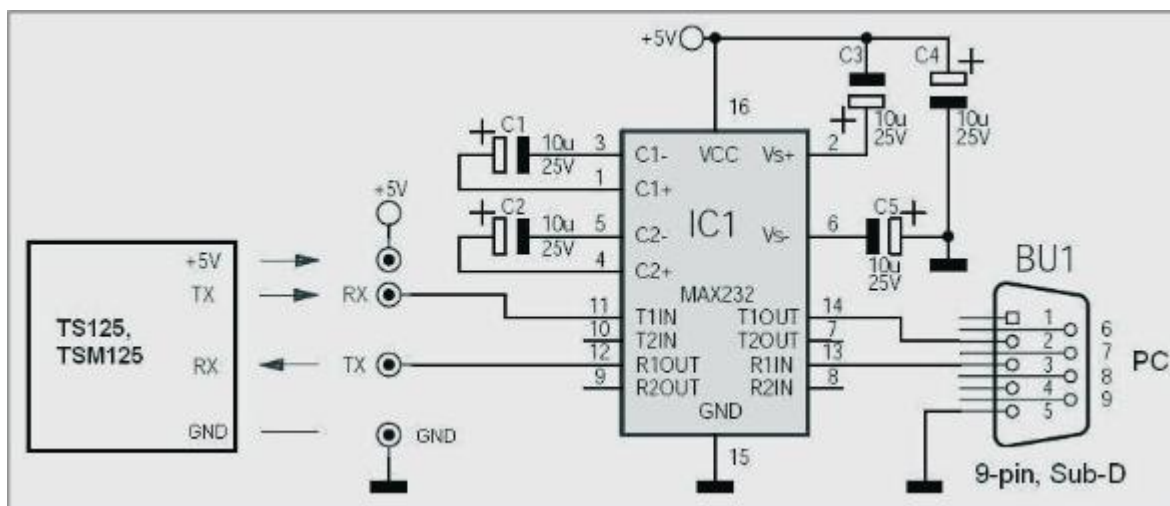 +5V
C3
C4
+
16
+
10u
25V
10u
25V
+
C1
10u
25V
3
1
C1-
C1+
VCC
Vs+
2
+5V
+
C2
10u
25V
5
4
C2-
C2+
IC1
Vs-
6
C5
+
10u
25V
BU1
+5V
TX
RX
TS125,
TSM125
RX
TX
GND
GND
MAX232
11
T1IN
T1OUT
14
10
T2IN
T2OUT
7
12
R1OUT
R1IN
13
9
R2OUT
R2IN
8
GND
15
1
6
2
7
3
8
4
9
5
PC
9-pin, Sub-D